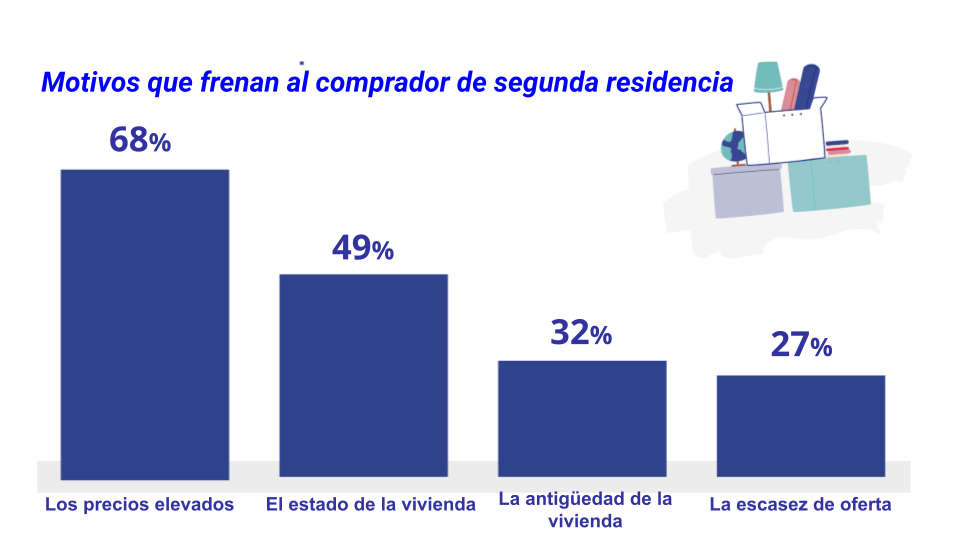 Motivos que frenan al comprador de segunda residencia
68%
49%
32%
27%
Los precios elevados
El estado de la vivienda
La antigüedad de la
vivienda
La escasez de oferta